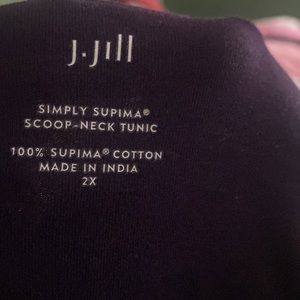 J.Jill
SIMPLY SUPIMA®
SCOOP-NECK TUNIC
100% SUPIMA® COTTON
MADE IN INDIA
2X